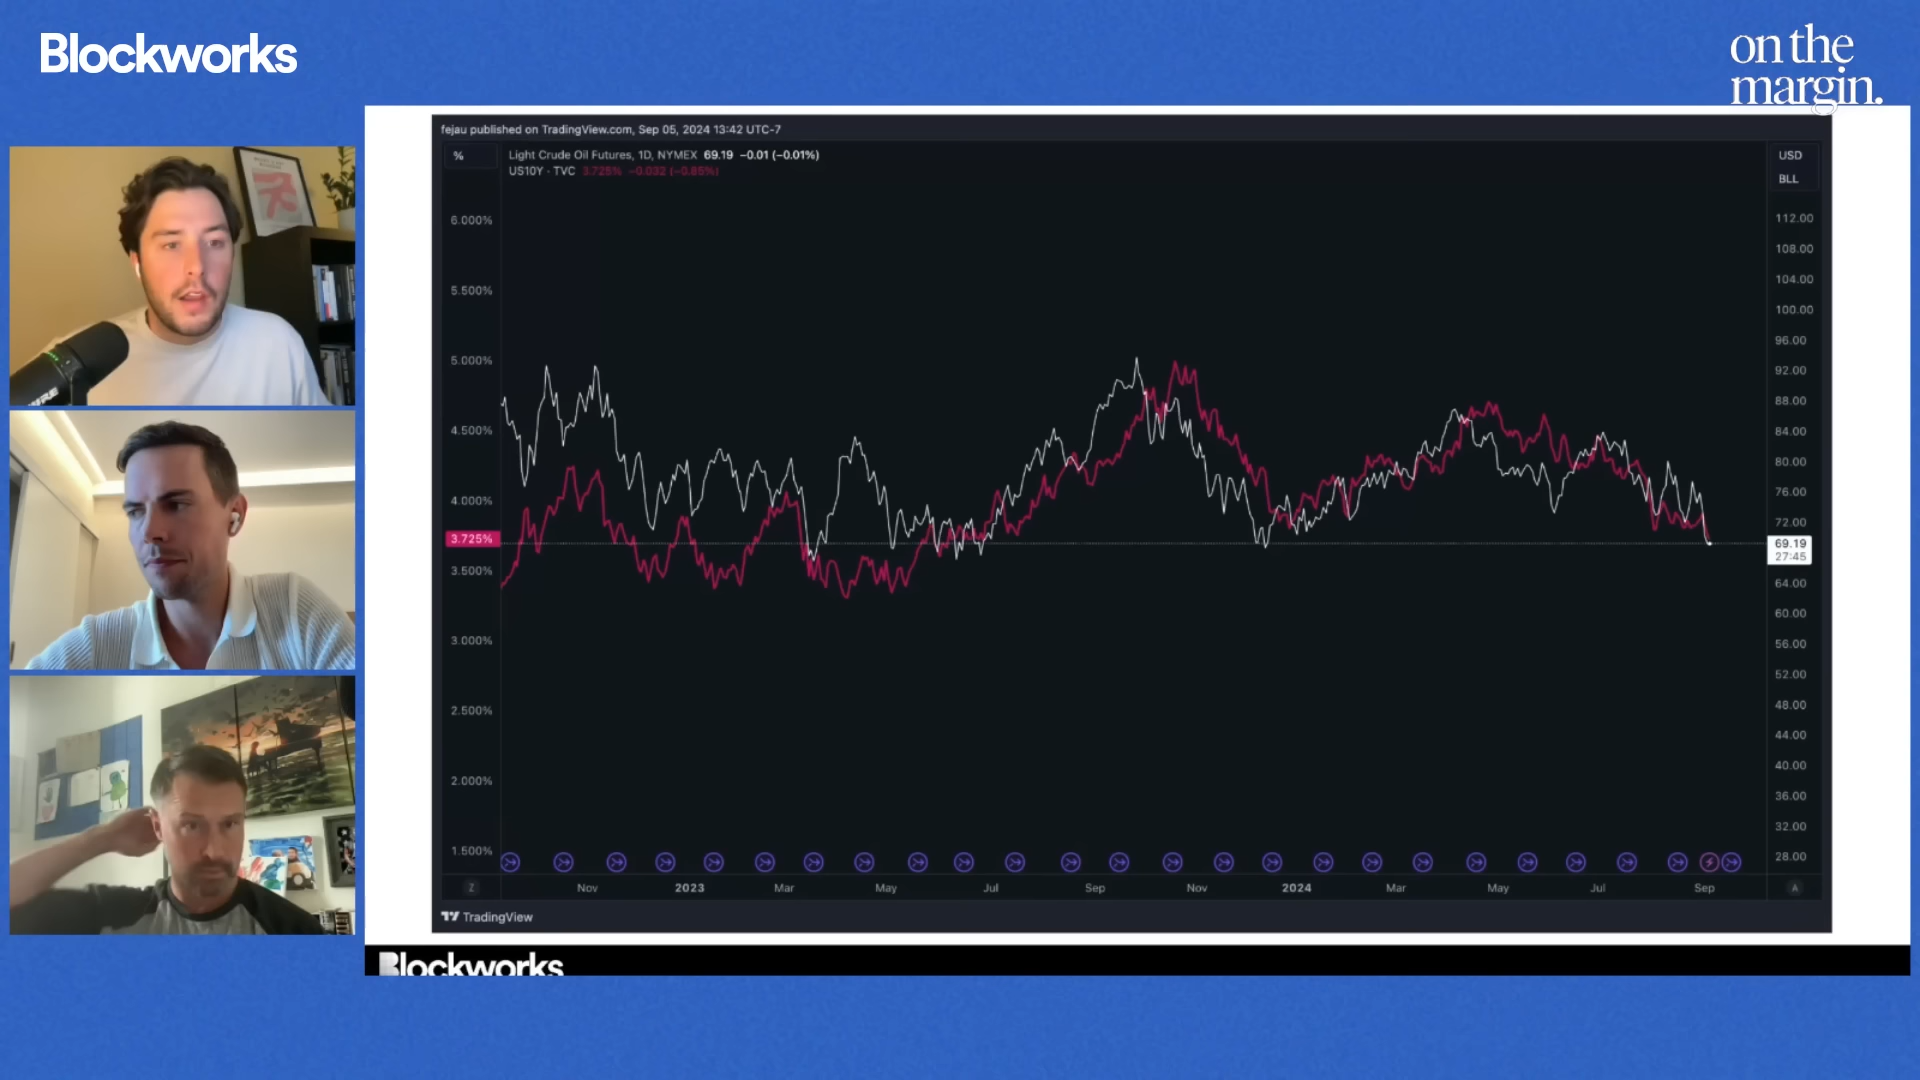 Blockworks
on the
margin.
fejau published on TradingView.com, Sep 05, 2024 13:42 UTC-7
%
Light Crude Oil Futures, 1D, NYMEX 69.19 −0.01 (−0.01%)
US10Y · TVC 3.725% −0.032 (−0.85%)
USD
BLL
6.000%
5.500%
5.000%
4.500%
4.000%
3.725%
3.500%
3.000%
2.500%
2.000%
1.500%
112.00
108.00
104.00
100.00
96.00
92.00
88.00
84.00
80.00
76.00
72.00
69.19
27:45
64.00
60.00
56.00
52.00
48.00
44.00
40.00
36.00
32.00
28.00
Z
Nov
2023
Mar
May
Jul
Sep
Nov
2024
Mar
May
Jul
Sep
A
TradingView
Blockworks